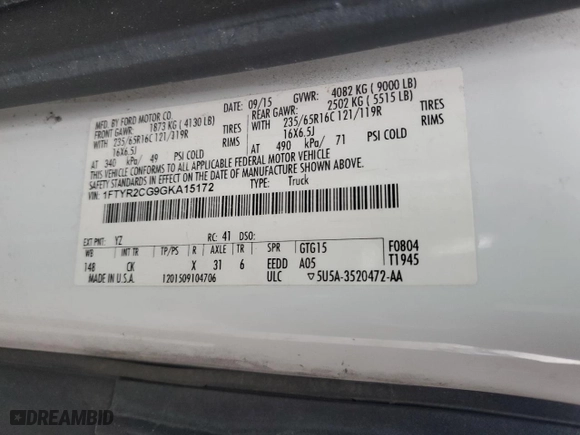 MFD. BY FORD MOTOR CO.
DATE: 09/15 GVWR: 4082 KG ( 9000 LB)
FRONT GAWR: 1873 KG ( 4130 LB) REAR GAWR: 2502 KG ( 5515 LB)
WITH 235/65R16C 121/119R TIRES WITH 235/65R16C 121/119R TIRES
16X6.5J RIMS 16X6.5J RIMS
AT 340 kPa/ 49 PSI COLD AT 490 kPa/ 71 PSI COLD
THIS VEHICLE CONFORMS TO ALL APPLICABLE FEDERAL MOTOR VEHICLE
SAFETY STANDARDS IN EFFECT ON THE DATE OF MANUFACTURE SHOWN ABOVE.
VIN: 1FTYR2CG9GKA15172 TYPE: Truck
EXT PNT: YZ RC: 41 DSO: F0804
WB INT TR TP/PS R AXLE TR SPR GTG15 T1945
148 CK X 31 6 EEDD A05
MADE IN U.S.A. 1201509104706 ULC ▽5U5A-3520472-AA
DREAMBID